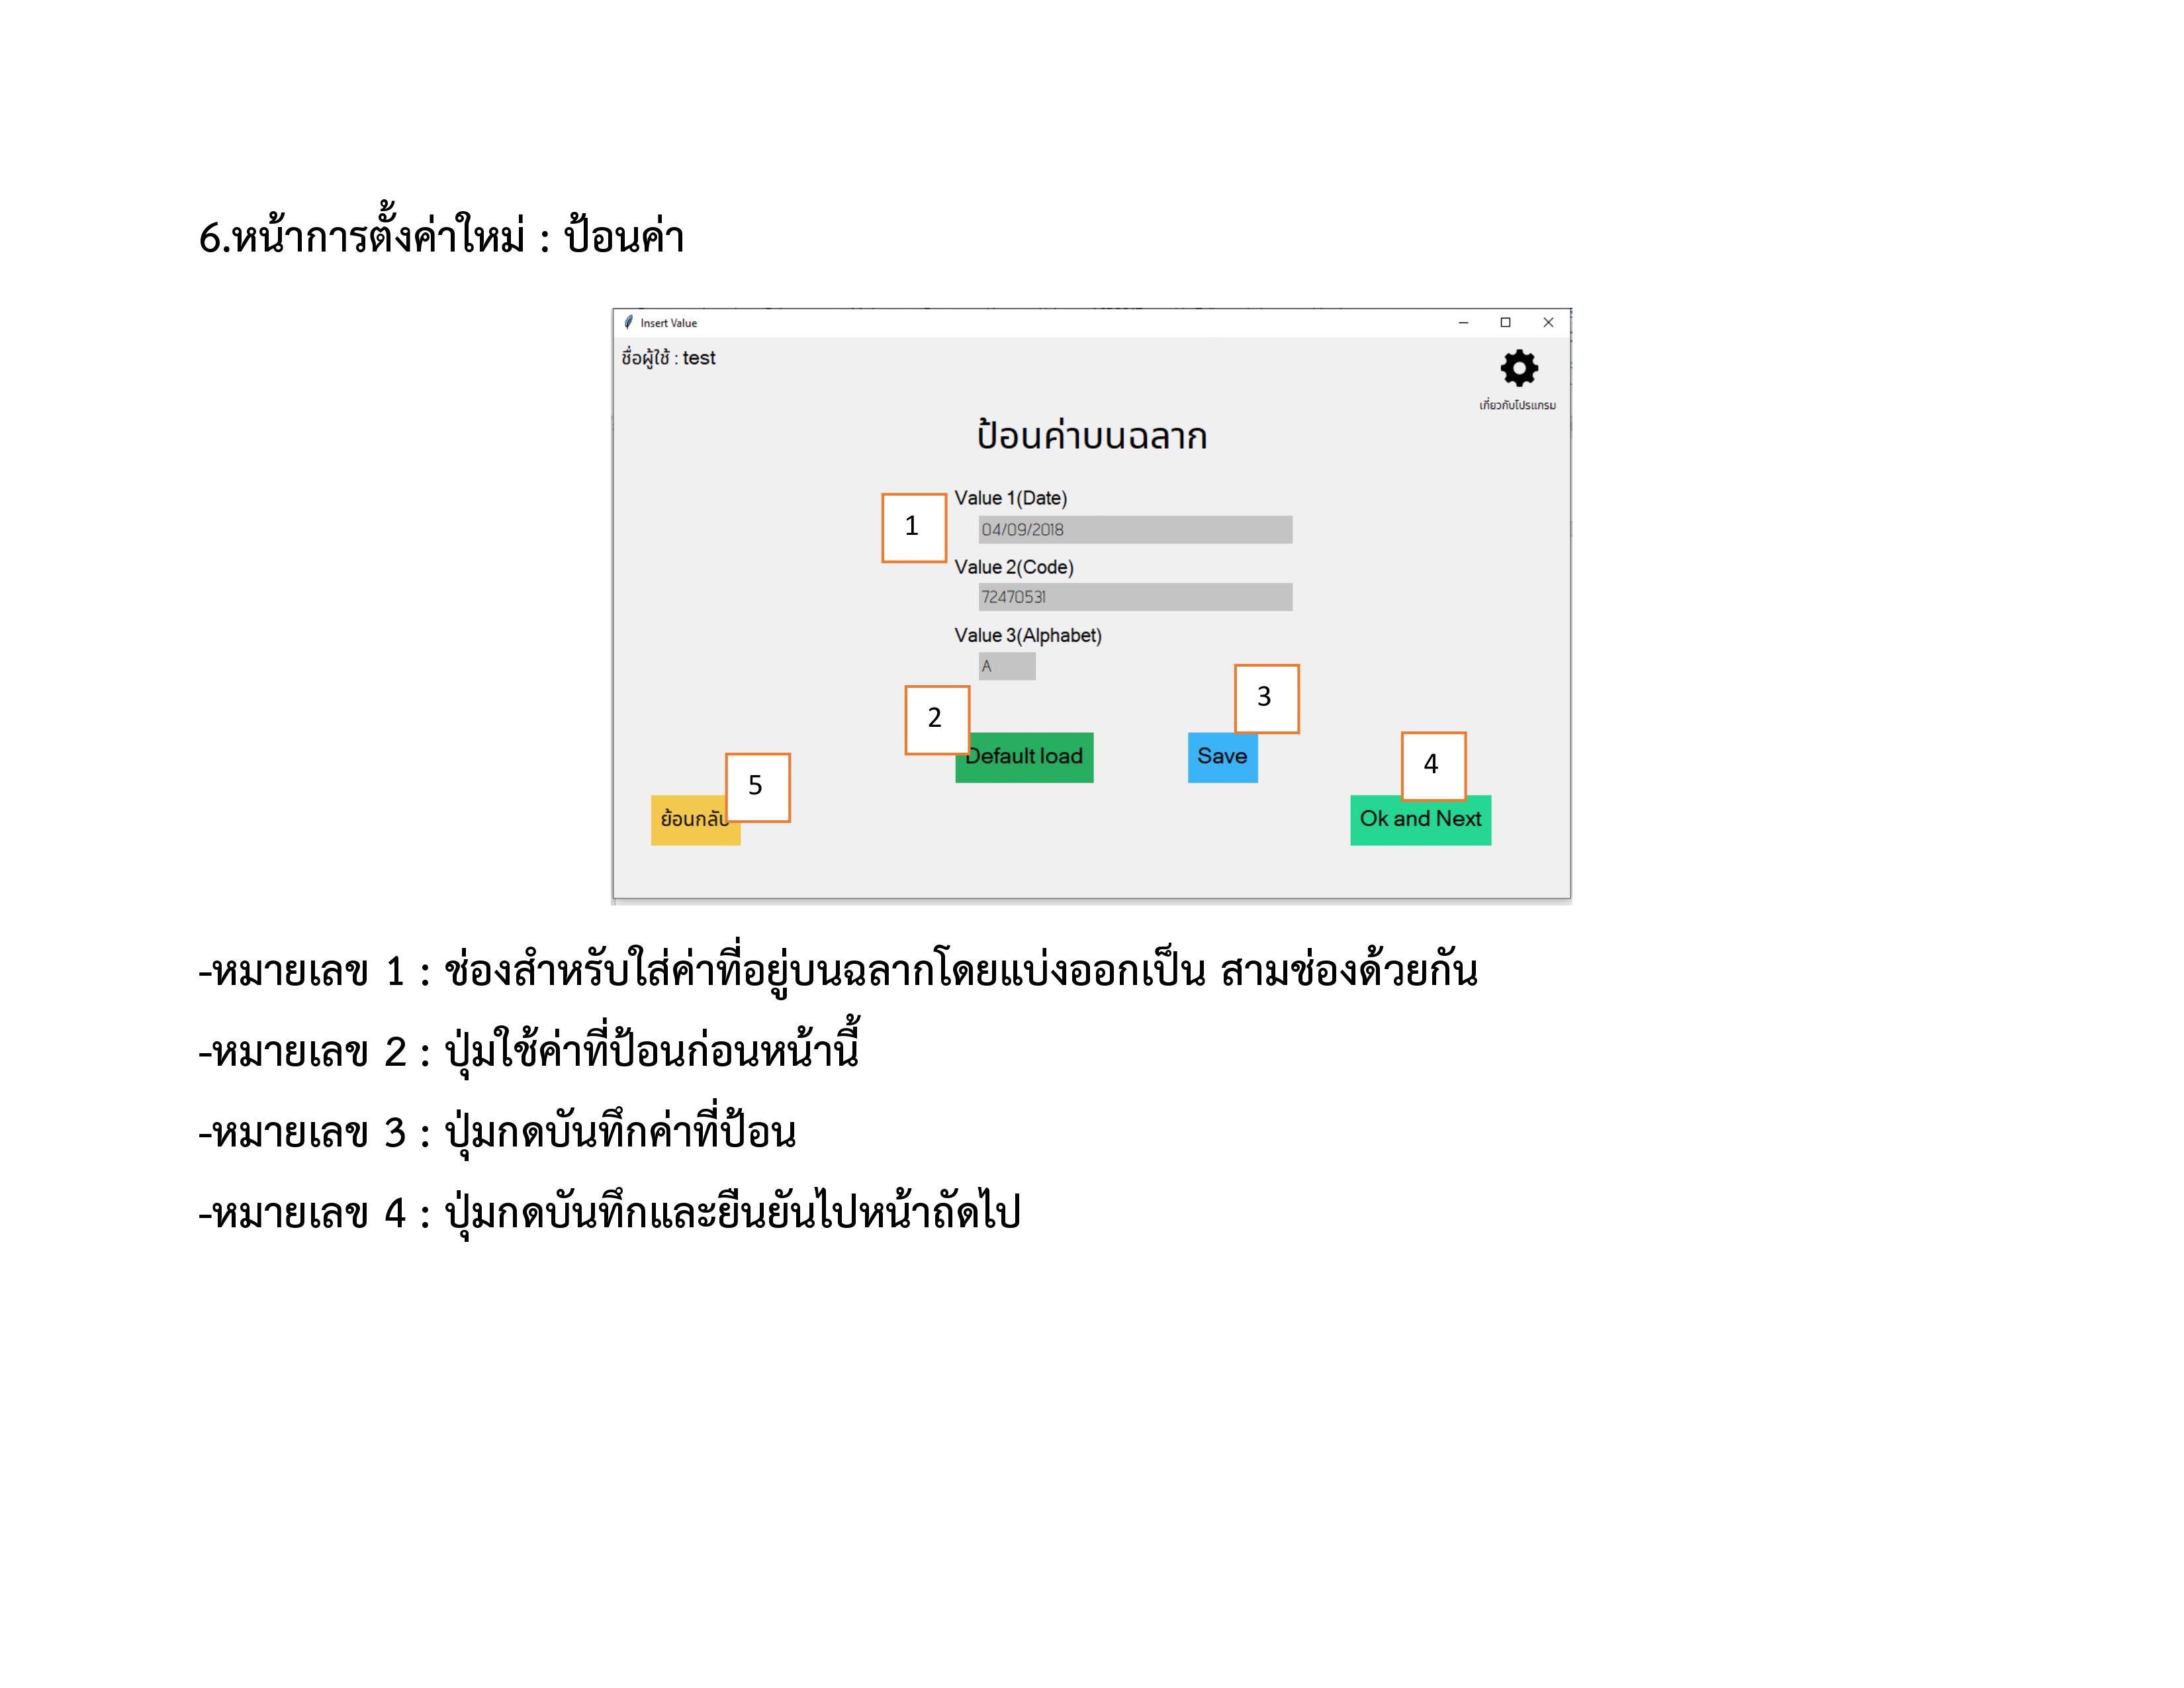 6.หน้าการตั้งค่าใหม่ : ป้อนค่า
Insert Value
ชื่อผู้ใช้ : test
เกี่ยวกับโปรแกรม
ป้อนค่าบนฉลาก
Value 1(Date)
1
04/09/2018
Value 2(Code)
72470531
Value 3(Alphabet)
A
2
3
Default load
Save
4
5
ย้อนกลับ
Ok and Next
-หมายเลข 1 : ช่องสำหรับใส่ค่าที่อยู่บนฉลากโดยแบ่งออกเป็น สามช่องด้วยกัน
-หมายเลข 2 : ปุ่มใช้ค่าที่ป้อนก่อนหน้านี้
-หมายเลข 3 : ปุ่มกดบันทึกค่าที่ป้อน
-หมายเลข 4 : ปุ่มกดบันทึกและยืนยันไปหน้าถัดไป